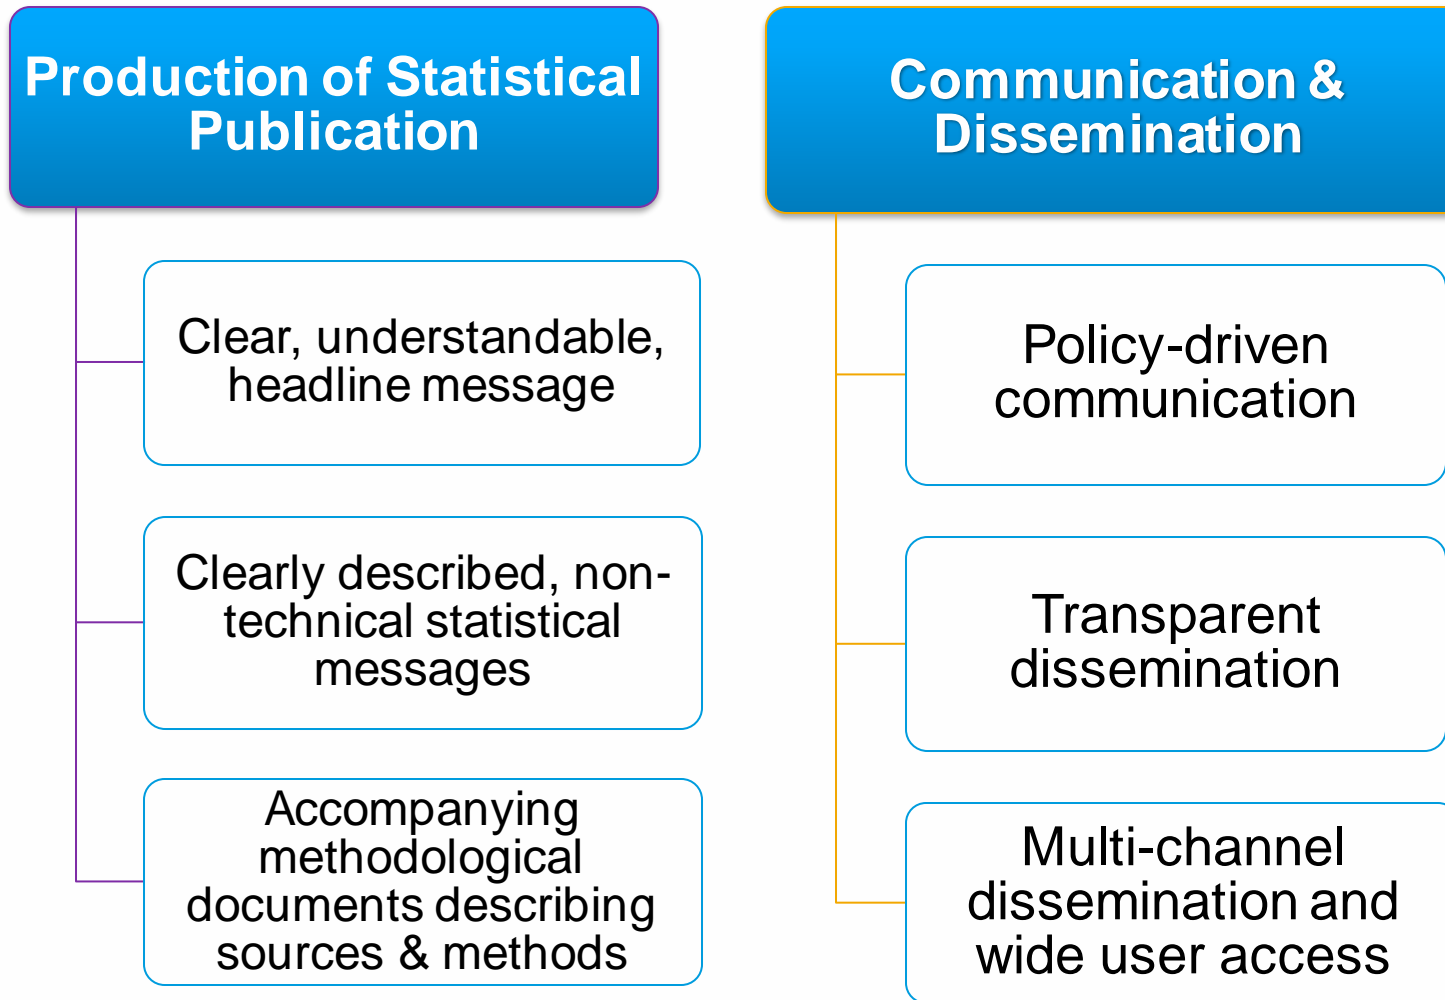 Production of Statistical
Publication
Clear, understandable,
headline message
Clearly described, non-
technical statistical
messages
Accompanying
methodological
documents describing
sources & methods
Communication &
Dissemination
Policy-driven
communication
Transparent
dissemination
Multi-channel
dissemination and
wide user access